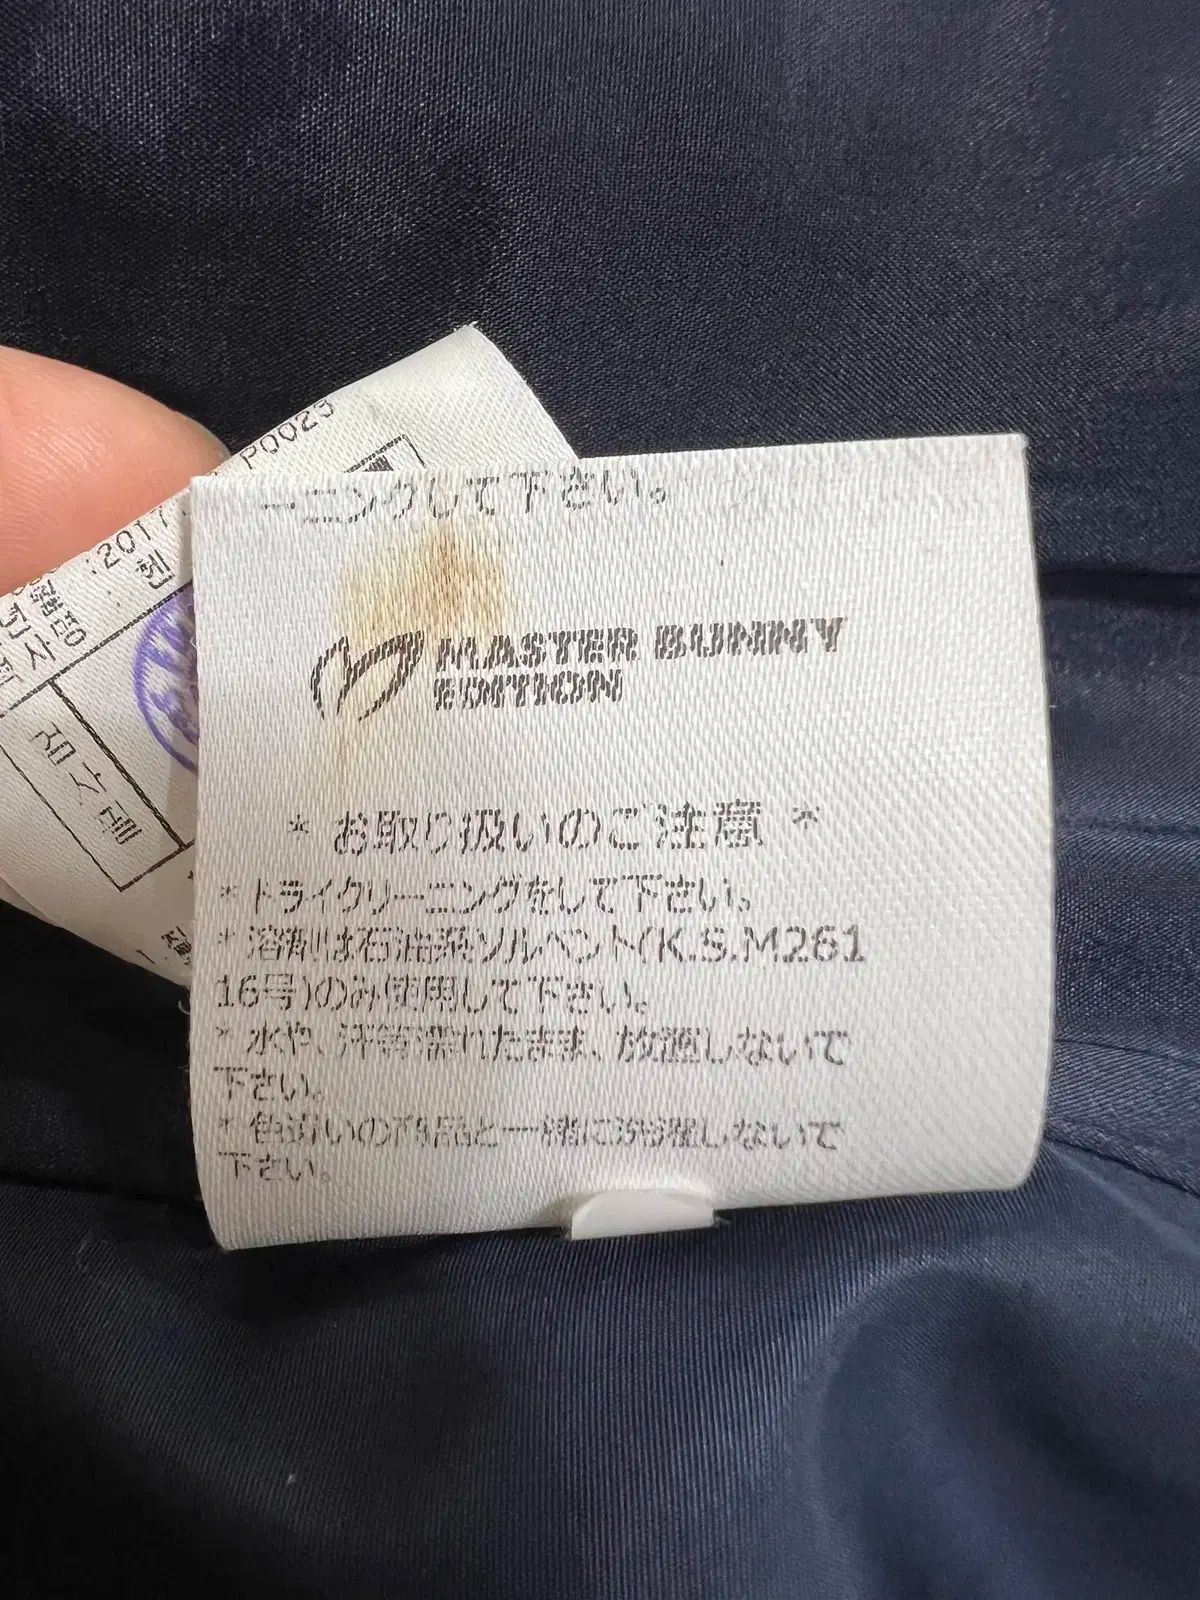 ーニングして下さい。
MASTER BUNNY
EDITION
* お取り扱いのご注意 *
* ドライクリーニングをして下さい。
* 溶剤は石油系ソルベント(K.S.M261
16号)のみ使用して下さい。
* 水や、汗等濡れたまま、放置しないで
下さい。
* 色近いの商品と一緒に洗濯しないで
下さい。
P0023
:2017